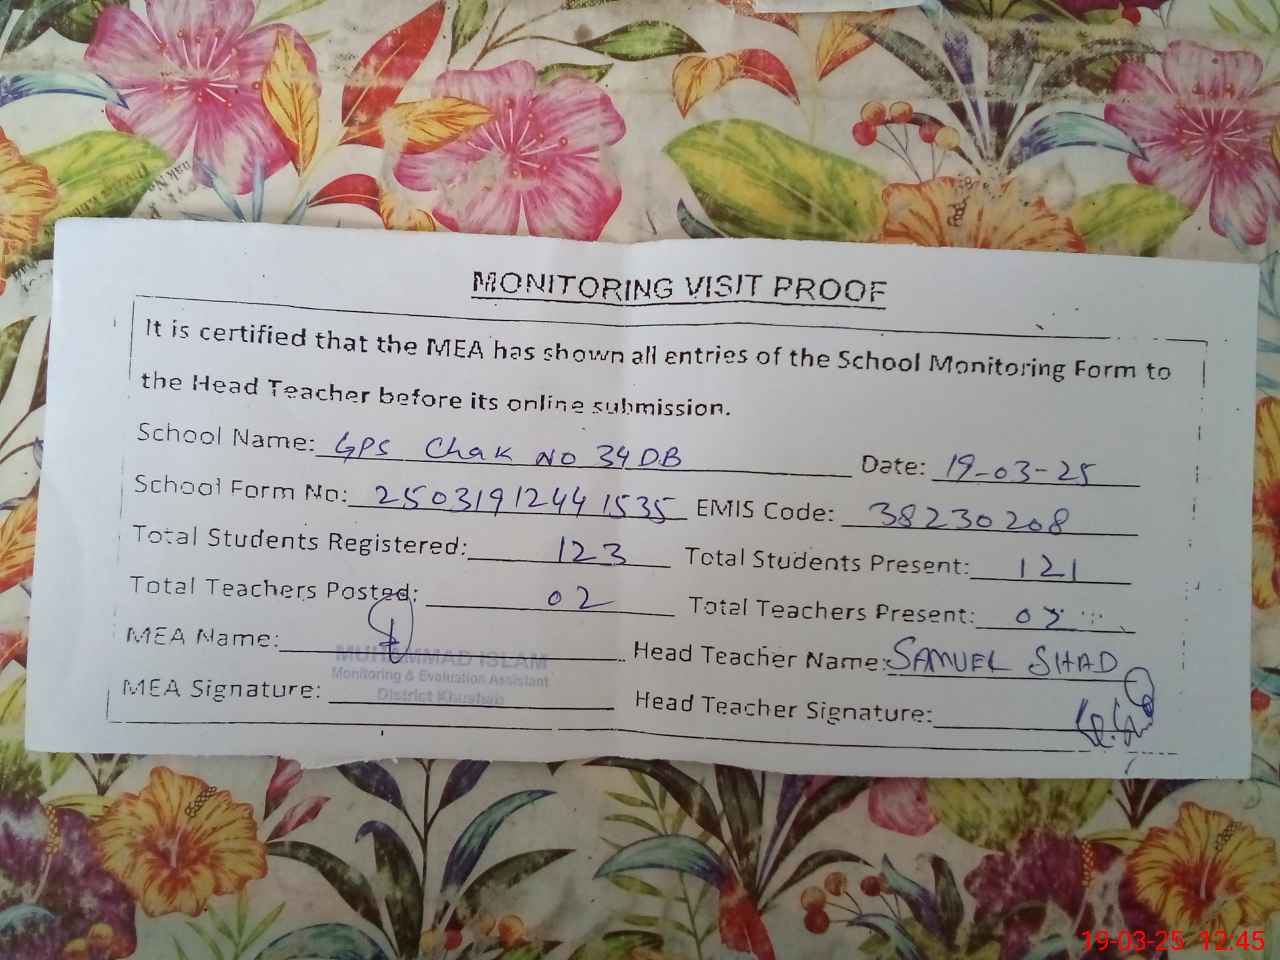 MONITORING VISIT PROOF
It is certified that the MEA has shown all entries of the School Monitoring Form to
the Head Teacher before its online submission.
School Name: GPS Chak No 34 DB Date: 19-03-25
School Form No: 2503191244 1535 EMIS Code: 38230208
Total Students Registered: 123 Total Students Present: 121
Total Teachers Posted: 02 Total Teachers Present:
MEA Name: Head Teacher Name: SAMUEL SHAD
MUHAMMAD ISLAM
Monitoring & Evaluation Assistant
District Khushab
MEA Signature: Head Teacher Signature:
19-03-25 12:45